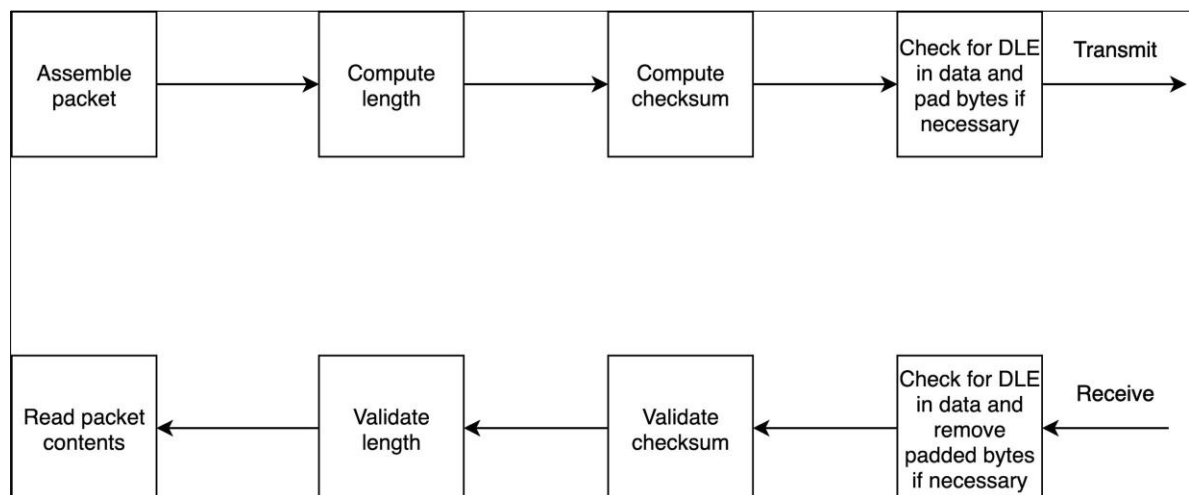 Assemble
packet
Compute
length
Compute
checksum
Check for DLE
in data and
pad bytes if
necessary
Transmit
Read packet
contents
Validate
length
Validate
checksum
Check for DLE
in data and
remove
padded bytes
if necessary
Receive